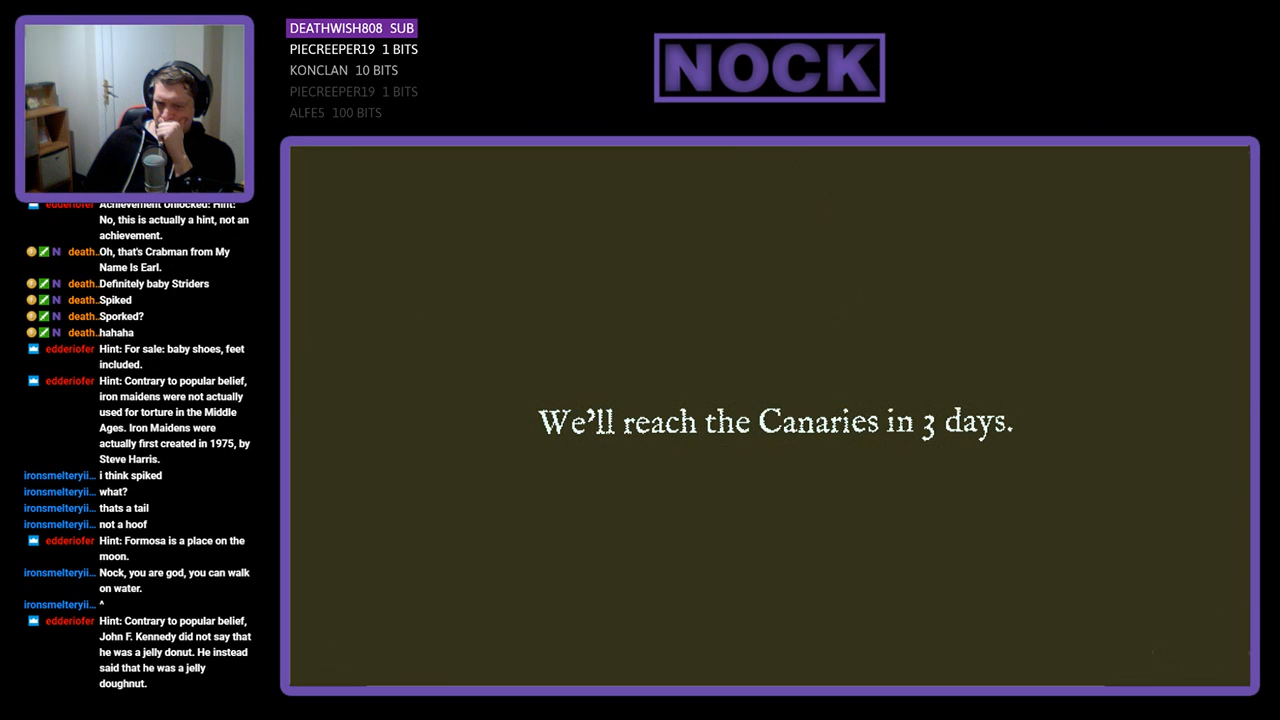 DEATHWISH808 SUB
PIECREEPER19 1 BITS
KONCLAN 10 BITS
PIECREEPER19 1 BITS
ALFE5 100 BITS
NOCK
edderiofer Achievement Unlocked: Hint:
No, this is actually a hint, not an
achievement.
N death.. Oh, that's Crabman from My
Name Is Earl.
N death.. Definitely baby Striders
N death.. Spiked
N death.. Sporked?
N death.. hahaha
edderiofer Hint: For sale: baby shoes, feet
included.
edderiofer Hint: Contrary to popular belief,
iron maidens were not actually
used for torture in the Middle
Ages. Iron Maidens were
actually first created in 1975, by
Steve Harris.
ironsmelteryii... i think spiked
ironsmelteryii... what?
ironsmelteryii... thats a tail
ironsmelteryii... not a hoof
edderiofer Hint: Formosa is a place on the
moon.
ironsmelteryii... Nock, you are god, you can walk
on water.
ironsmelteryii... ^
edderiofer Hint: Contrary to popular belief,
John F. Kennedy did not say that
he was a jelly donut. He instead
said that he was a jelly
doughnut.
We'll reach the Canaries in 3 days.